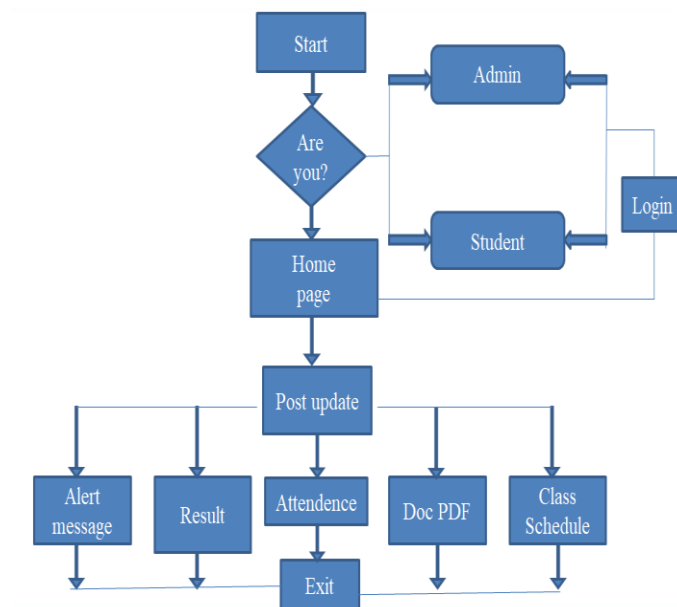 Start
Admin
Are
you?
Login
Student
Home
page
Post update
Alert
message
Result
Attendence
Doc PDF
Class
Schedule
Exit